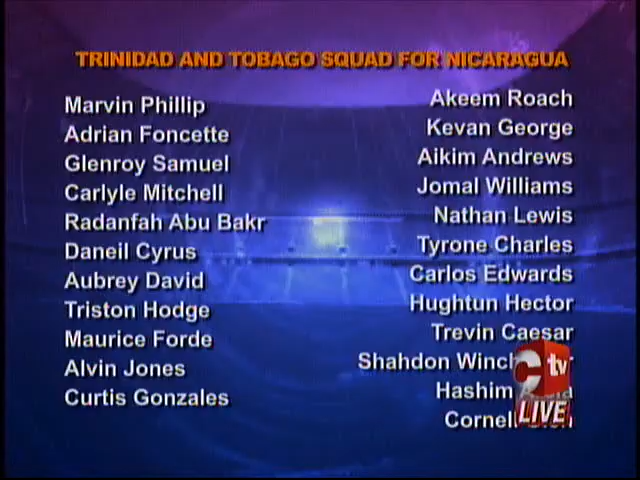 TRINIDAD AND TOBAGO SQUAD FOR NICARAGUA
Marvin Phillip
Adrian Foncette
Glenroy Samuel
Carlyle Mitchell
Radanfah Abu Bakr
Daneil Cyrus
Aubrey David
Triston Hodge
Maurice Forde
Alvin Jones
Curtis Gonzales
Akeem Roach
Kevan George
Aikim Andrews
Jomal Williams
Nathan Lewis
Tyrone Charles
Carlos Edwards
Hughtun Hector
Trevin Caesar
Shahdon
Hashim
Cornell
Ctv
LIVE